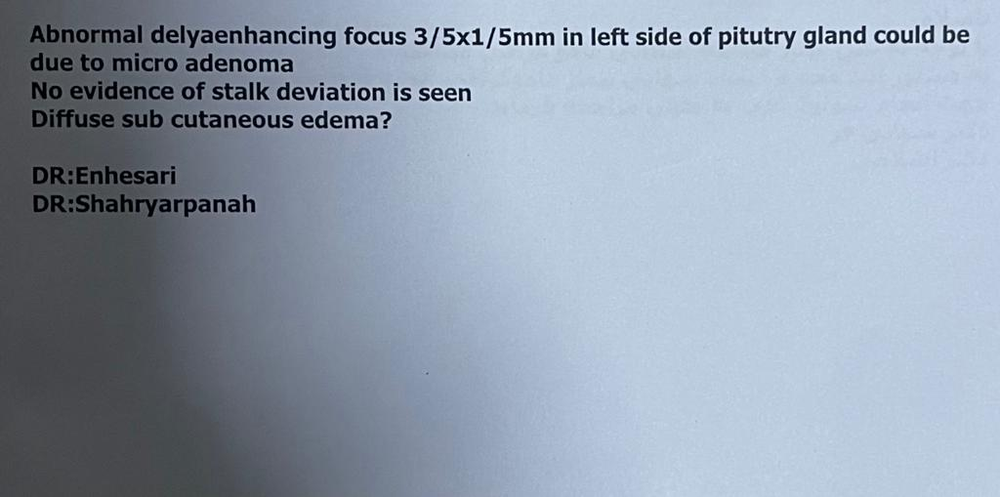 Abnormal delyaenhancing focus 3/5x1/5mm in left side of pitutry gland could be
due to micro adenoma
No evidence of stalk deviation is seen
Diffuse sub cutaneous edema?
DR:Enhesari
DR:Shahryarpanah